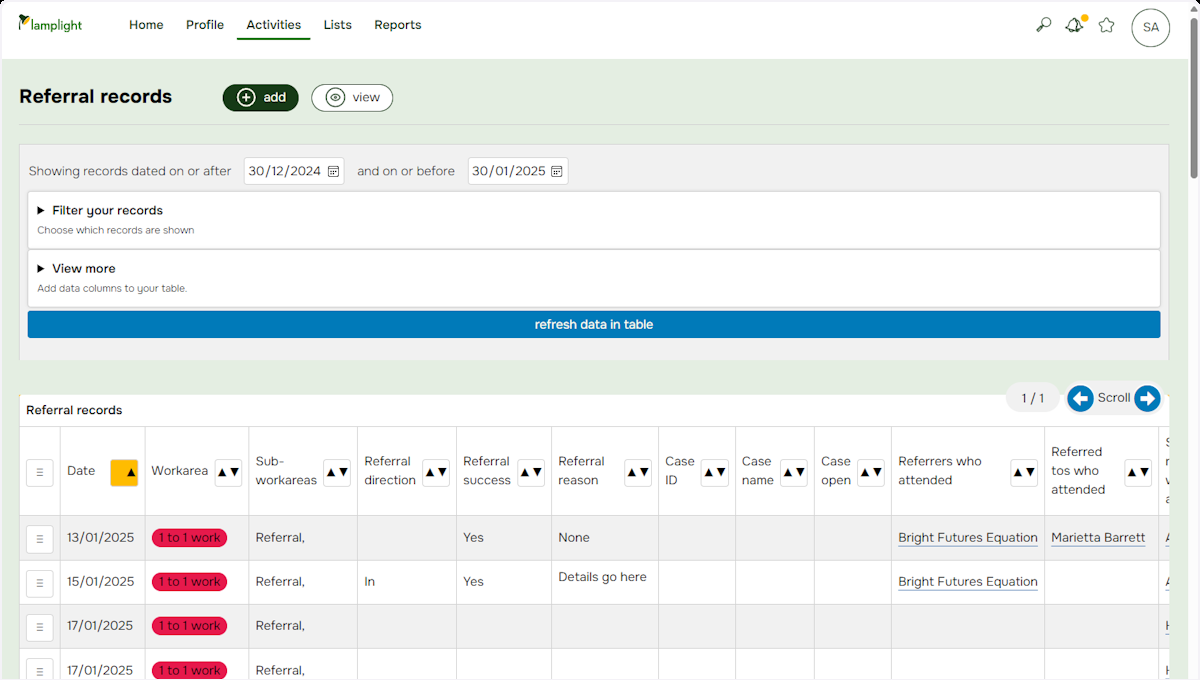 lamplight Home Profile Activities Lists Reports SA
Referral records add view
Showing records dated on or after 30/12/2024 and on or before 30/01/2025
Filter your records
Choose which records are shown
View more
Add data columns to your table.
refresh data in table
1 / 1 Scroll
Referral records
Date Workarea Sub-workareas Referral direction Referral success Referral reason Case ID Case name Case open Referrers who attended Referred tos who attended
13/01/2025 1 to 1 work Referral, Yes None Bright Futures Equation Marietta Barrett
15/01/2025 1 to 1 work Referral, In Yes Details go here Bright Futures Equation
17/01/2025 1 to 1 work Referral,
17/01/2025 1 to 1 work Referral,